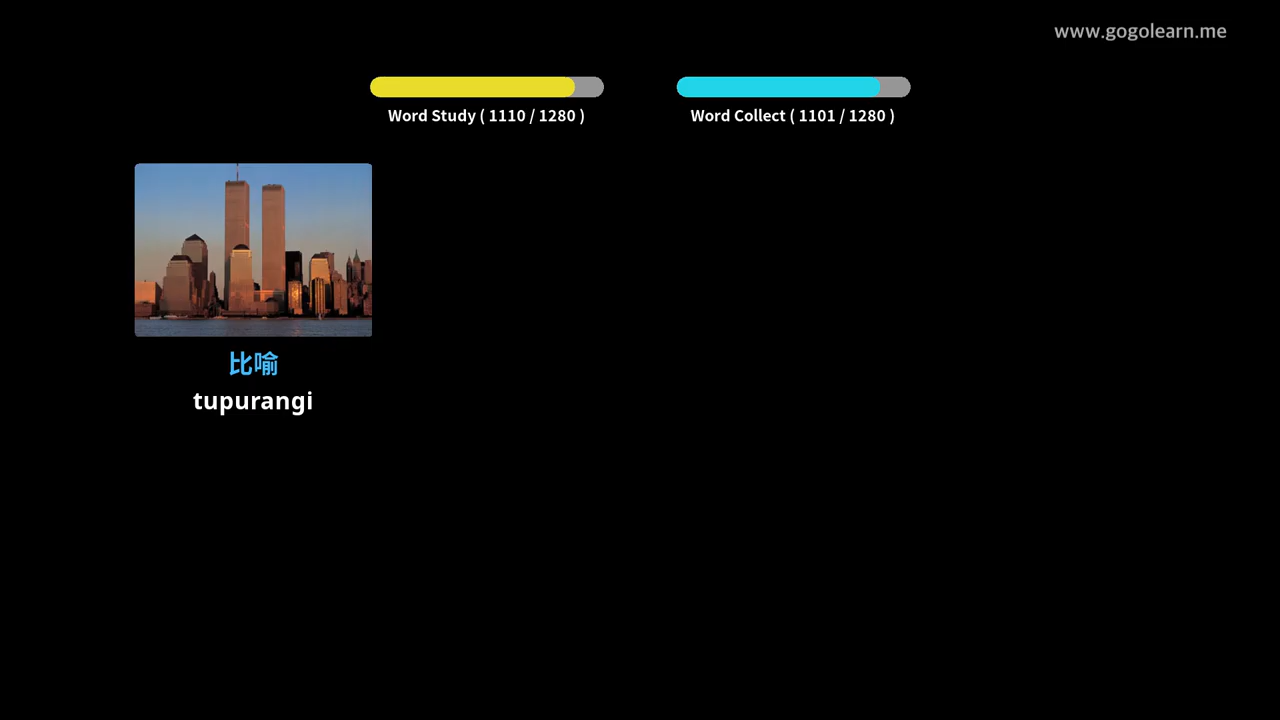 www.gogolearn.me
Word Study ( 1110 / 1280 )
Word Collect ( 1101 / 1280 )
比喻
tupurangi